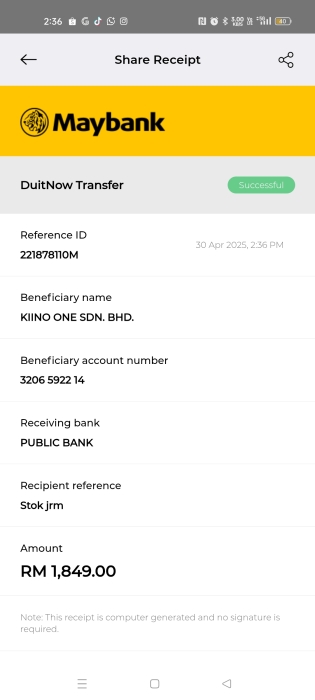 2:36
Share Receipt
Maybank
DuitNow Transfer
Successful
Reference ID
30 Apr 2025, 2:36 PM
221878110M
Beneficiary name
KIINO ONE SDN. BHD.
Beneficiary account number
3206 5922 14
Receiving bank
PUBLIC BANK
Recipient reference
Stok jrm
Amount
RM 1,849.00
Note: This receipt is computer generated and no signature is
required.